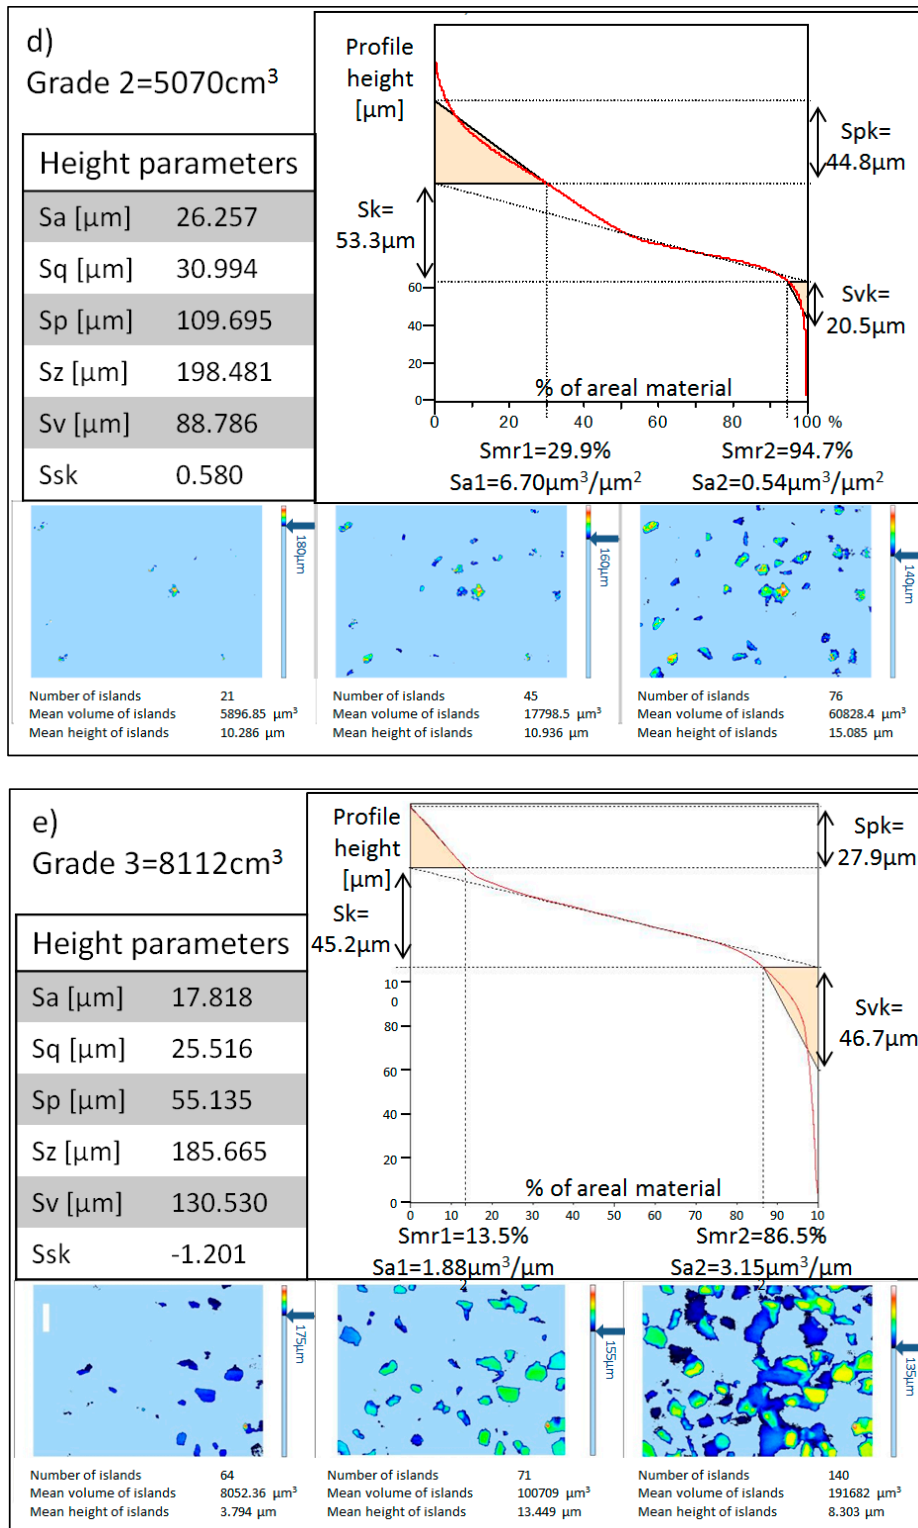 d)
Grade 2=5070cm³
Height parameters
Sa [µm] 26.257
Sq [µm] 30.994
Sp [µm] 109.695
Sz [µm] 198.481
Sv [µm] 88.786
Ssk 0.580
Profile
height
[µm]
Sk=
53.3µm
Spk=
44.8µm
Svk=
20.5µm
60
40
20
0
% of areal material
0 20 40 60 80 100 %
Smr1=29.9% Smr2=94.7%
Sa1=6.70µm³/µm² Sa2=0.54µm³/µm²
180µm
160µm
140µm
Number of islands 21
Mean volume of islands 5896.85 µm³
Mean height of islands 10.286 µm
Number of islands 45
Mean volume of islands 17798.5 µm³
Mean height of islands 10.936 µm
Number of islands 76
Mean volume of islands 60828.4 µm³
Mean height of islands 15.085 µm
e)
Grade 3=8112cm³
Height parameters
Sa [µm] 17.818
Sq [µm] 25.516
Sp [µm] 55.135
Sz [µm] 185.665
Sv [µm] 130.530
Ssk -1.201
Profile
height
[µm]
Sk=
45.2µm
Spk=
27.9µm
Svk=
46.7µm
10
0
80
60
40
20
0
% of areal material
0 10 20 30 40 50 60 70 80 90 10
Smr1=13.5% Smr2=86.5%
Sa1=1.88µm³/µm Sa2=3.15µm³/µm
2 2
175µm
155µm
135µm
Number of islands 64
Mean volume of islands 8052.36 µm³
Mean height of islands 3.794 µm
Number of islands 71
Mean volume of islands 100709 µm³
Mean height of islands 13.449 µm
Number of islands 140
Mean volume of islands 191682 µm³
Mean height of islands 8.303 µm